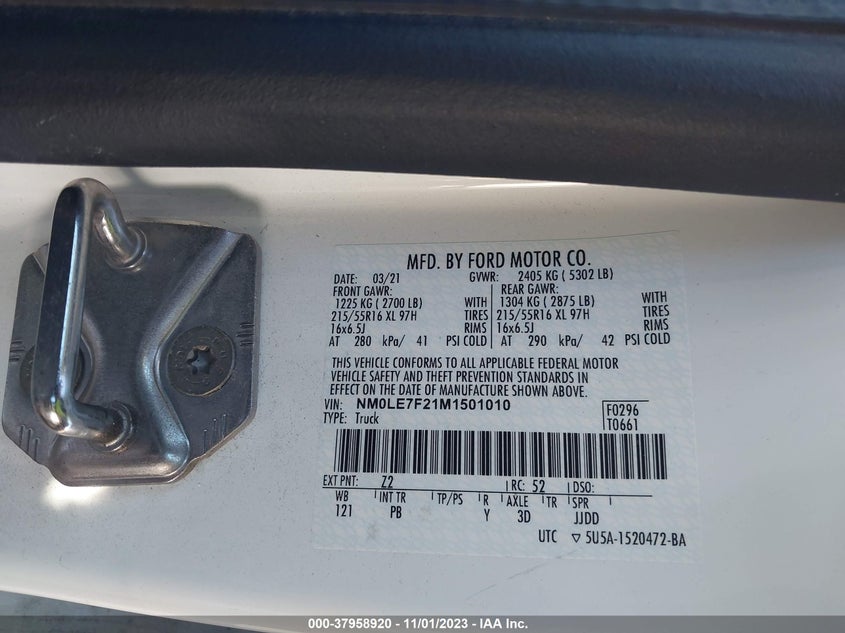 MFD. BY FORD MOTOR CO.
DATE: 03/21 GVWR: 2405 KG ( 5302 LB)
FRONT GAWR: REAR GAWR:
1225 KG ( 2700 LB) WITH 1304 KG ( 2875 LB) WITH
215/55R16 XL 97H TIRES 215/55R16 XL 97H TIRES
16x6.5J RIMS 16x6.5J RIMS
AT 280 kPa/ 41 PSI COLD AT 290 kPa/ 42 PSI COLD
THIS VEHICLE CONFORMS TO ALL APPLICABLE FEDERAL MOTOR
VEHICLE SAFETY AND THEFT PREVENTION STANDARDS IN
EFFECT ON THE DATE OF MANUFACTURE SHOWN ABOVE.
VIN: NM0LE7F21M1501010 F0296
TYPE: Truck T0661
EXT PNT: Z2 RC: 52 DSO:
WB INT TR TP/PS R AXLE TR SPR
121 PB Y 3D JJDD
UTC ▽ 5U5A-1520472-BA
000-37958920 - 11/01/2023 - IAA Inc.